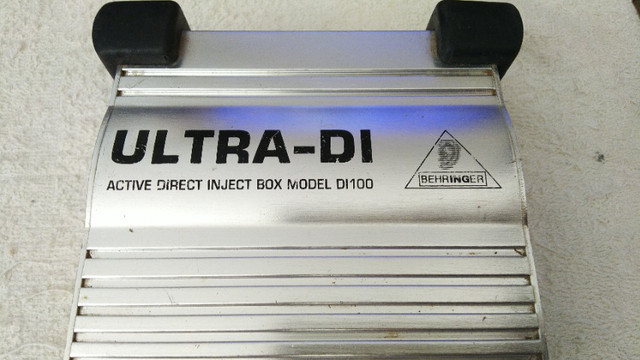 ULTRA-DI
ACTIVE DIRECT INJECT BOX MODEL DI100
BEHRINGER